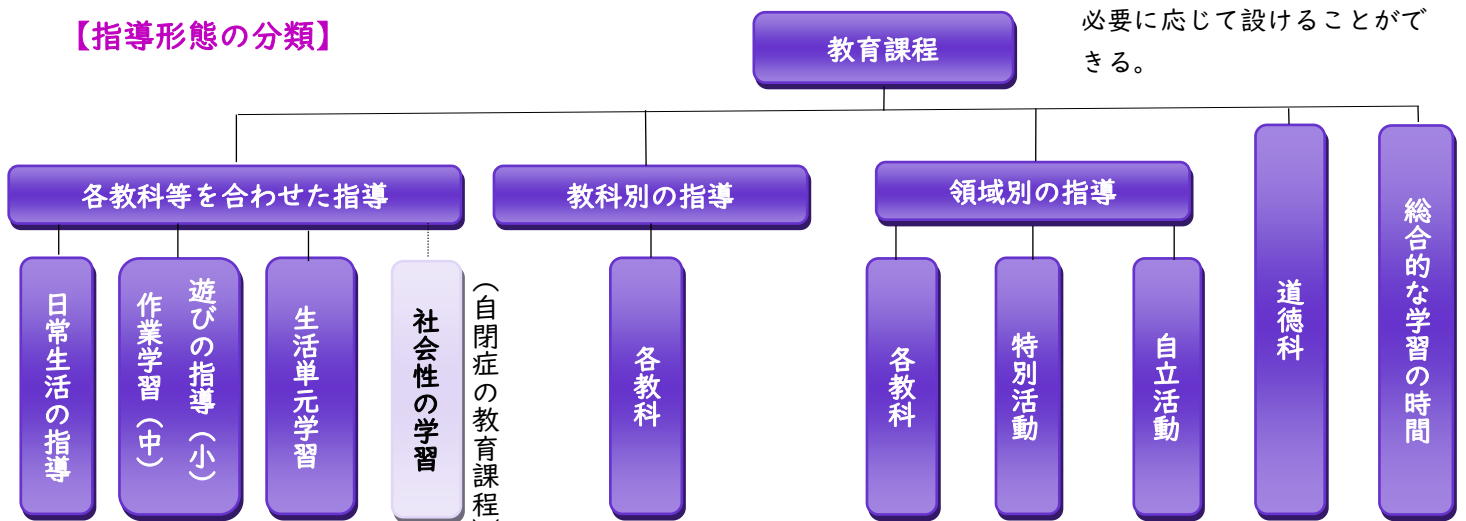 【指導形態の分類】
必要に応じて設けることがで
きる。
教育課程
各教科等を合わせた指導
教科別の指導
領域別の指導
日常生活の指導
遊びの指導(小)
作業学習(中)
生活単元学習
社会性の学習
(自閉症の教育課程)
各教科
各教科
特別活動
自立活動
道徳科
総合的な学習の時間